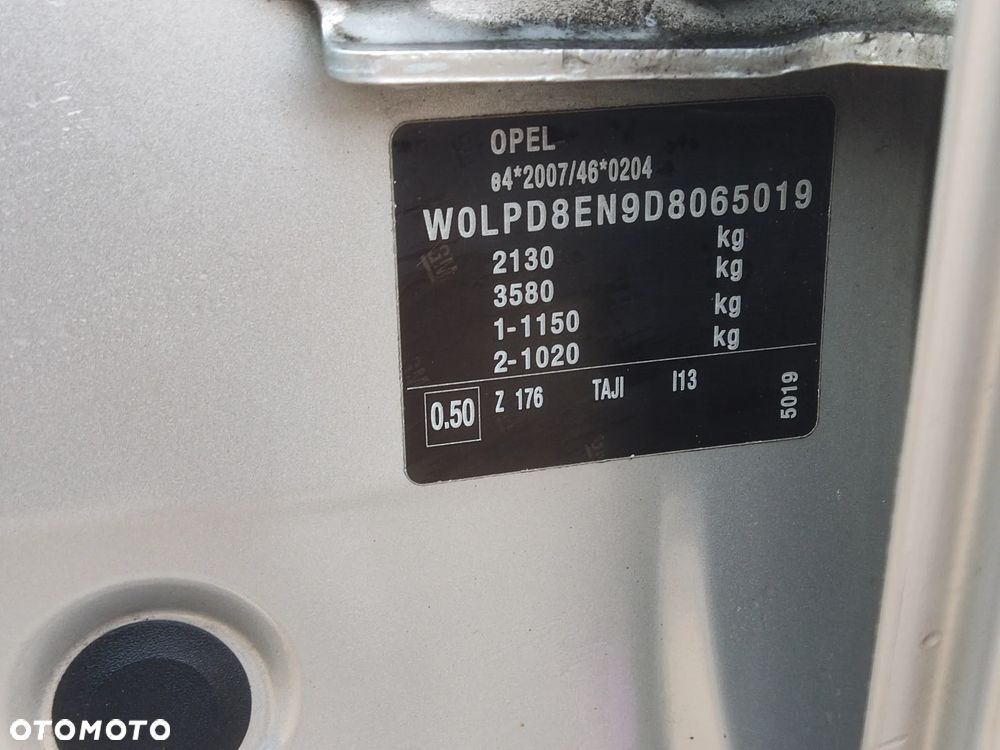 OPEL
e4*2007/46*0204
W0LPD8EN9D8065019
2130 kg
3580 kg
1-1150 kg
2-1020 kg
0.50 Z 176 TAJI I13 5019
OTOMOTO